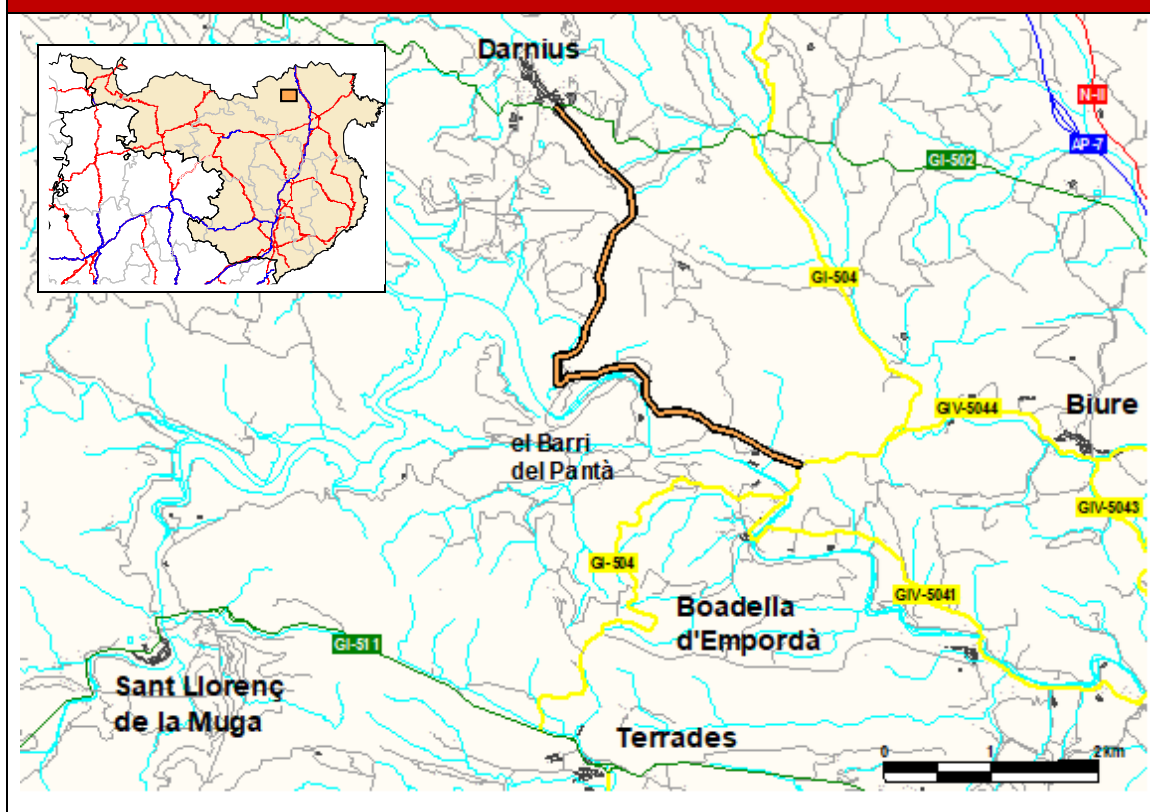 Darnius
N-II
AP-7
GI-502
GI-504
GIV-5044
Biure
el Barri
del Pantà
GIV-5043
GI-504
GIV-5041
Boadella
d'Empordà
GI-511
Sant Llorenç
de la Muga
Terrades
0 1 2 Km